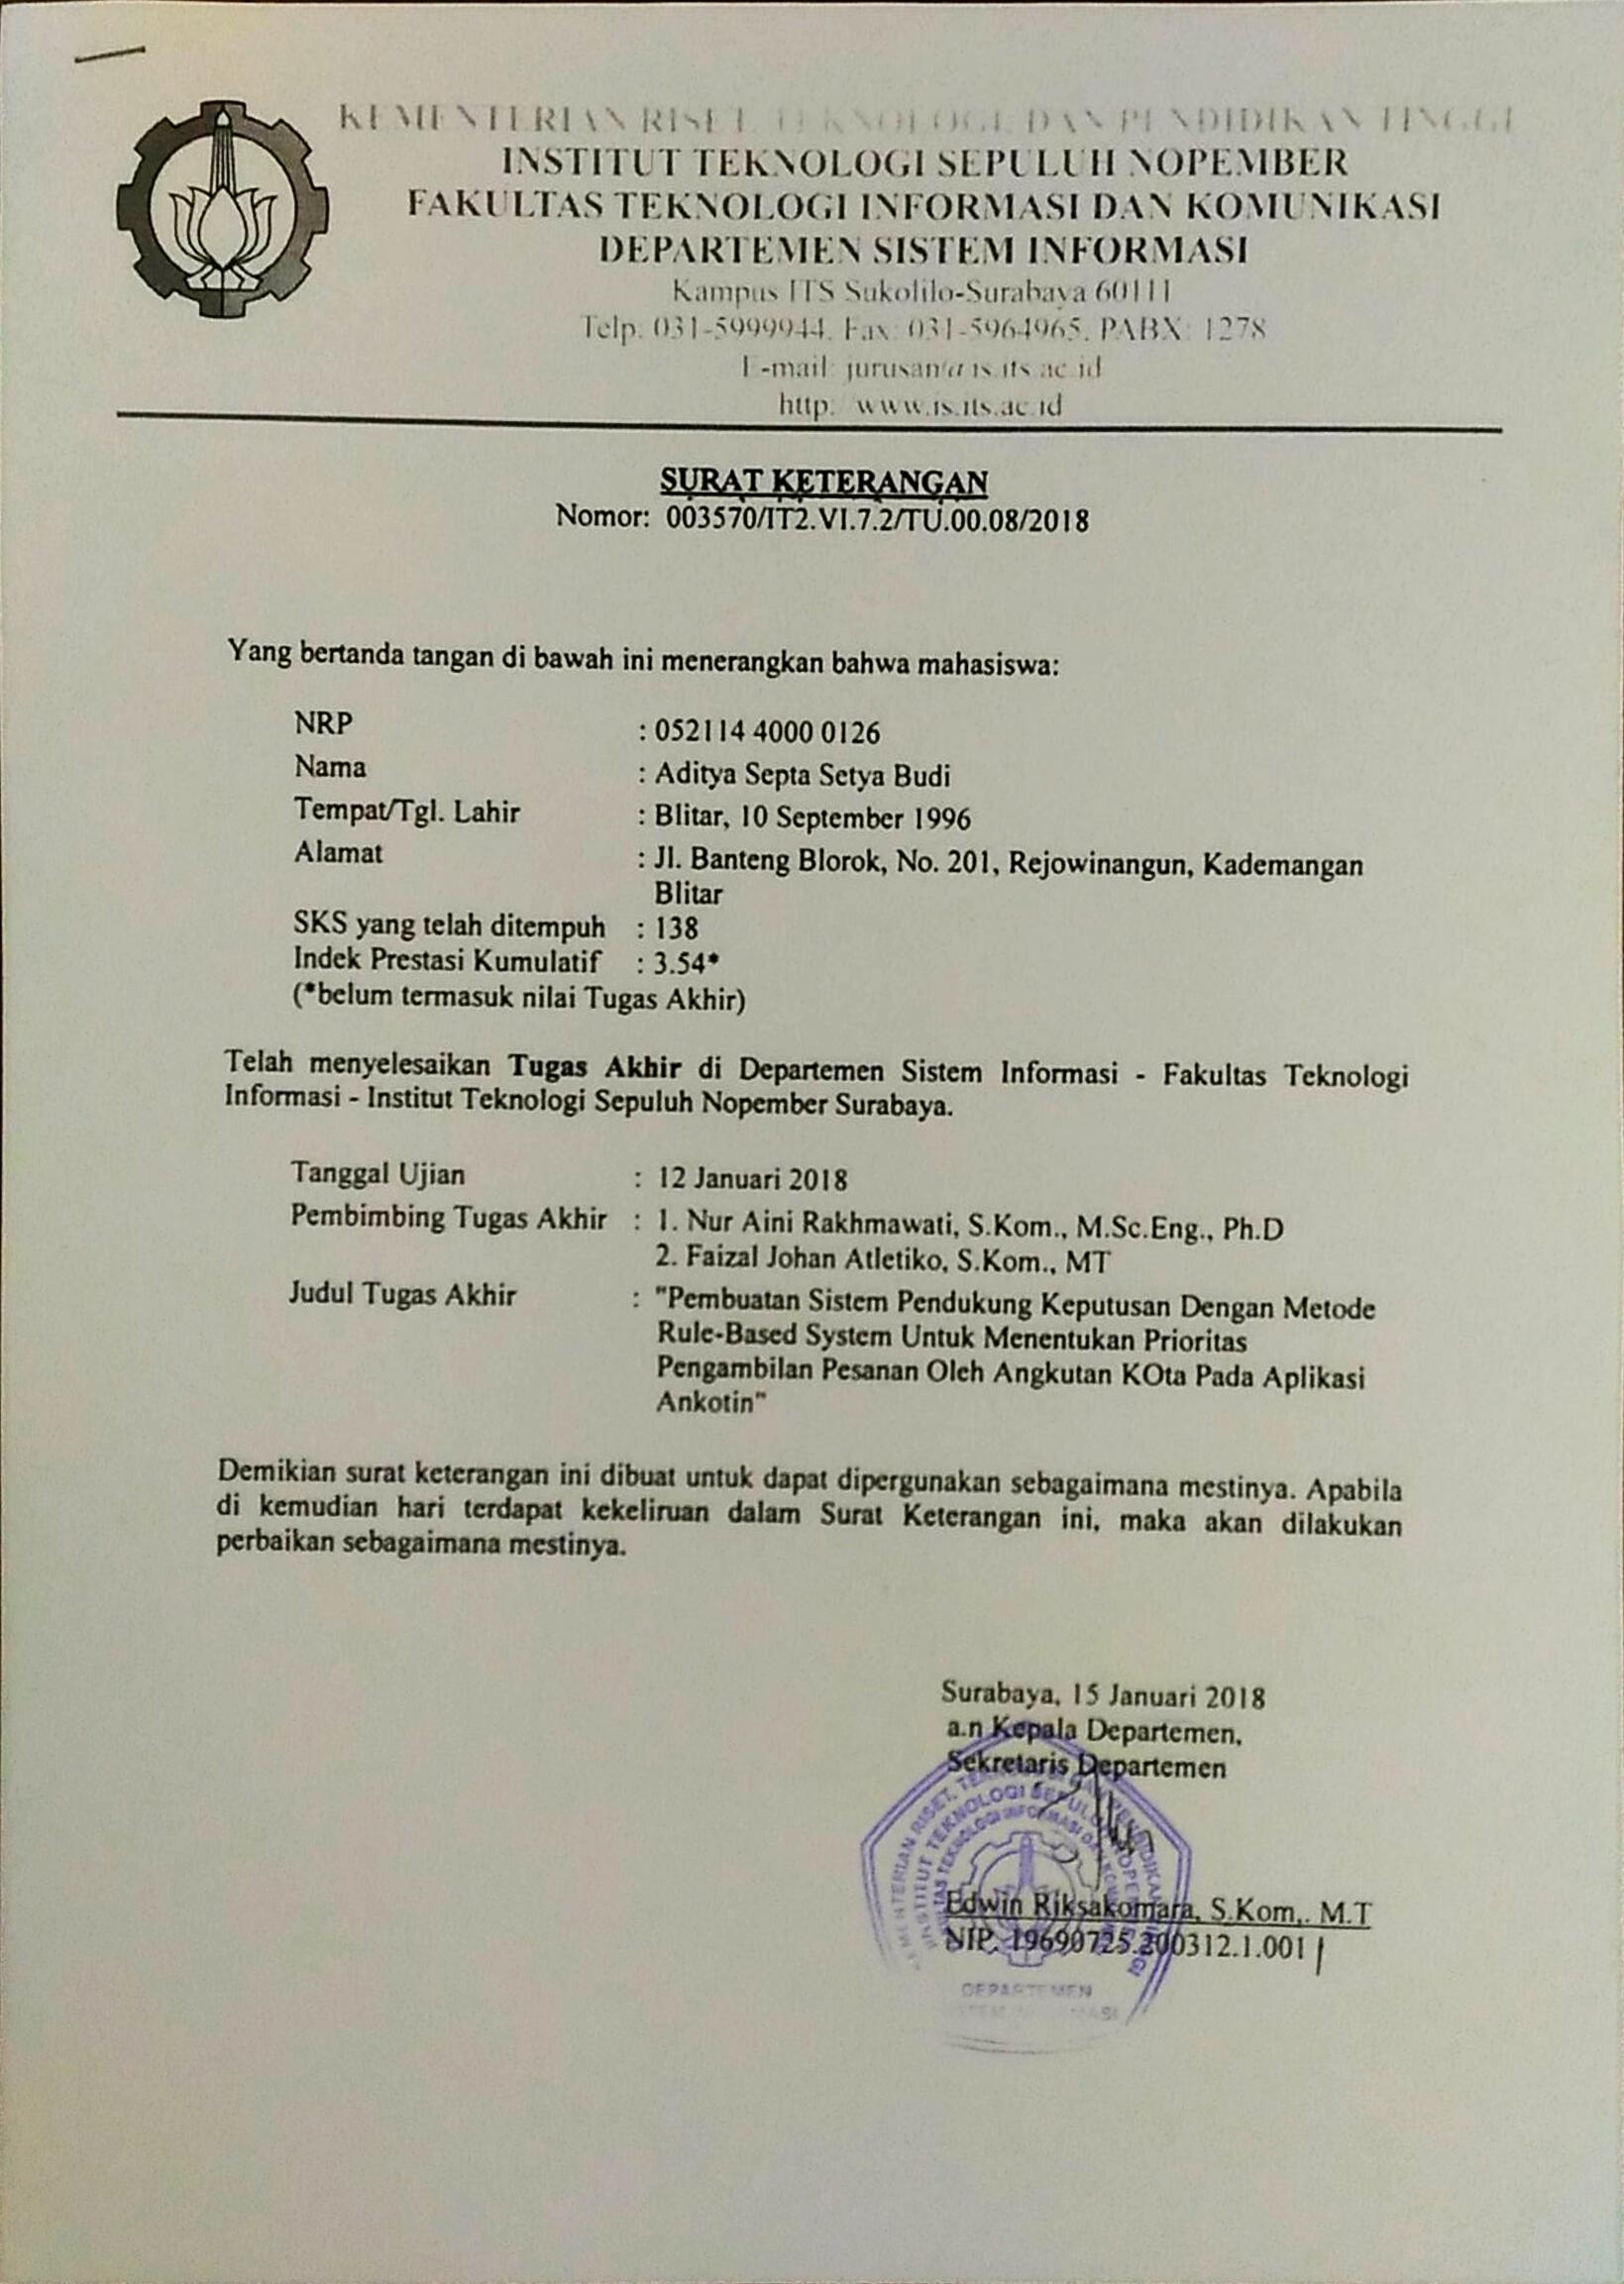 KEMENTERIAN RISET, TEKNOLOGI, DAN PENDIDIKAN TINGGI
INSTITUT TEKNOLOGI SEPULUH NOPEMBER
FAKULTAS TEKNOLOGI INFORMASI DAN KOMUNIKASI
DEPARTEMEN SISTEM INFORMASI
Kampus ITS Sukolilo-Surabaya 60111
Telp. 031-5999944, Fax: 031-5964965, PABX: 1278
E-mail: jurusan@is.its.ac.id
http: www.is.its.ac.id
SURAT KETERANGAN
Nomor: 003570/IT2.VI.7.2/TU.00.08/2018
Yang bertanda tangan di bawah ini menerangkan bahwa mahasiswa:
NRP : 052114 4000 0126
Nama : Aditya Septa Setya Budi
Tempat/Tgl. Lahir : Blitar, 10 September 1996
Alamat : Jl. Banteng Blorok, No. 201, Rejowinangun, Kademangan
Blitar
SKS yang telah ditempuh : 138
Indek Prestasi Kumulatif : 3.54*
(*belum termasuk nilai Tugas Akhir)
Telah menyelesaikan Tugas Akhir di Departemen Sistem Informasi - Fakultas Teknologi
Informasi - Institut Teknologi Sepuluh Nopember Surabaya.
Tanggal Ujian : 12 Januari 2018
Pembimbing Tugas Akhir : 1. Nur Aini Rakhmawati, S.Kom., M.Sc.Eng., Ph.D
2. Faizal Johan Atletiko, S.Kom., MT
Judul Tugas Akhir : "Pembuatan Sistem Pendukung Keputusan Dengan Metode
Rule-Based System Untuk Menentukan Prioritas
Pengambilan Pesanan Oleh Angkutan KOta Pada Aplikasi
Ankotin"
Demikian surat keterangan ini dibuat untuk dapat dipergunakan sebagaimana mestinya. Apabila
di kemudian hari terdapat kekeliruan dalam Surat Keterangan ini, maka akan dilakukan
perbaikan sebagaimana mestinya.
Surabaya, 15 Januari 2018
a.n Kepala Departemen,
Sekretaris Departemen
Edwin Riksakomara, S.Kom,. M.T
NIP. 19690725.200312.1.001
INSTITUT TEKNOLOGI SEPULUH NOPEMBER
DEPARTEMEN